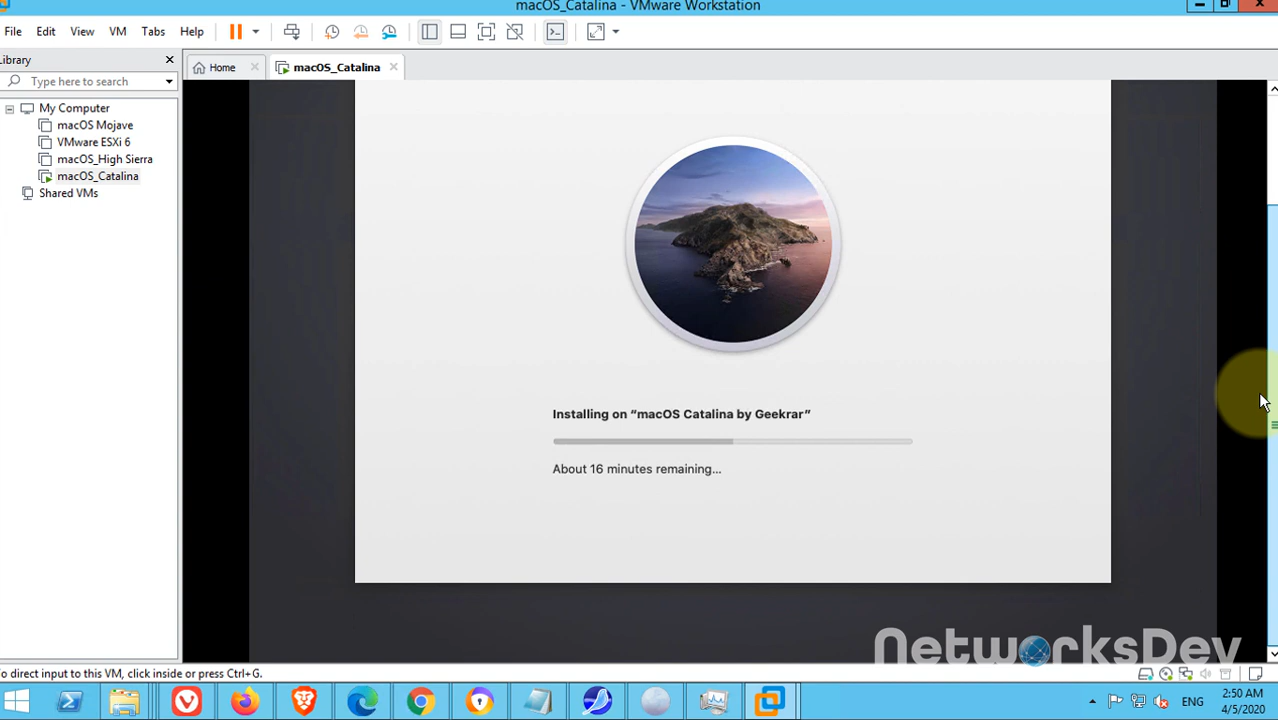 macOS_Catalina - VMware Workstation
File Edit View VM Tabs Help
Library
Type here to search
Home
macOS_Catalina
My Computer
macOS Mojave
VMware ESXi 6
macOS_High Sierra
macOS_Catalina
Shared VMs
Installing on “macOS Catalina by Geekrar”
About 16 minutes remaining...
NetworksDev
To direct input to this VM, click inside or press Ctrl+G.
ENG
2:50 AM
4/5/2020